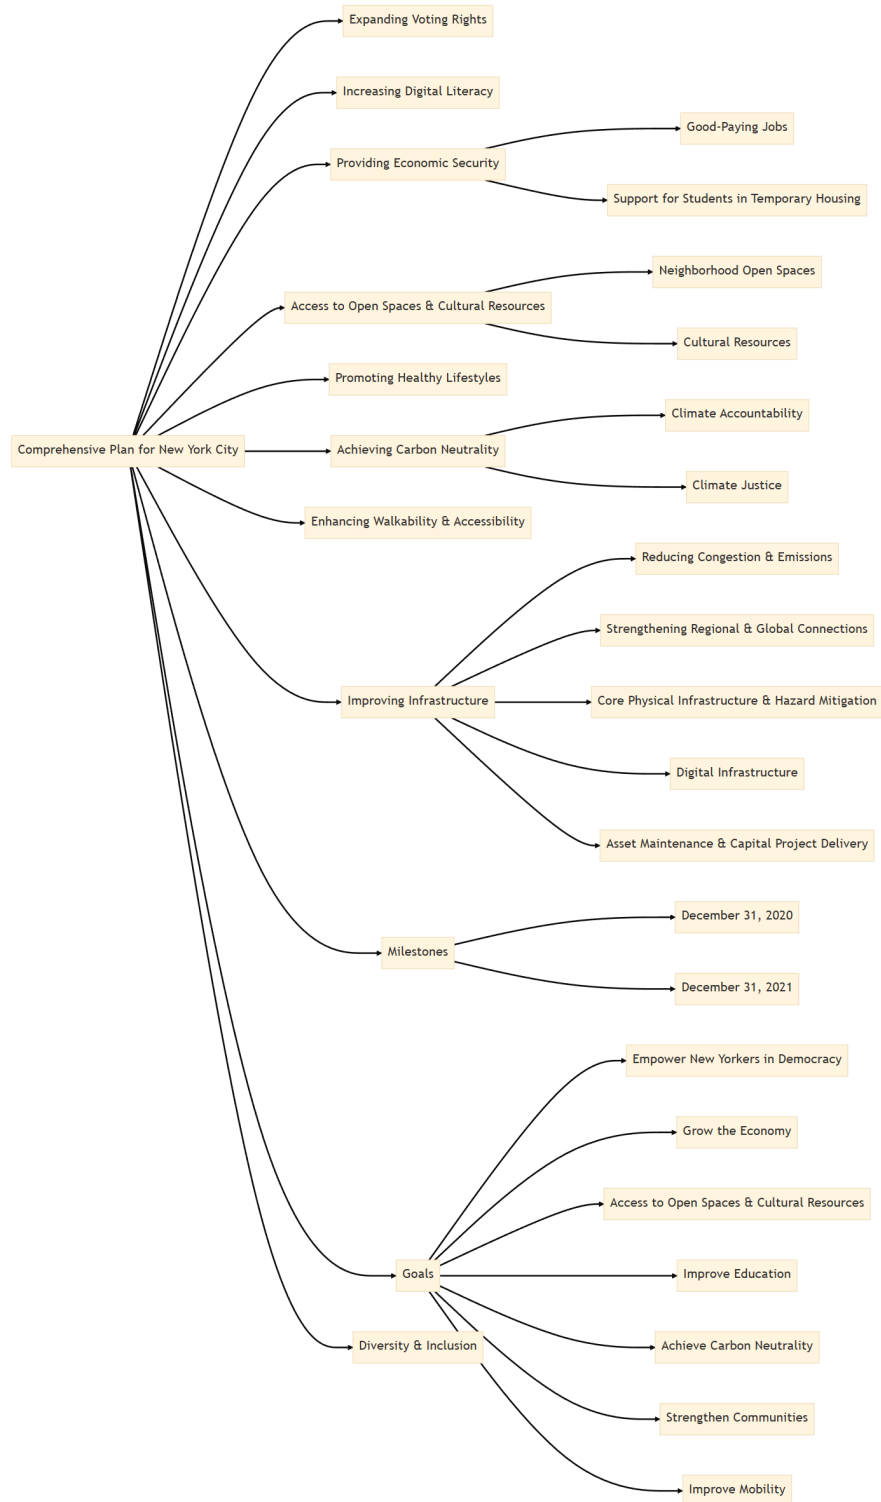 Expanding Voting Rights
Increasing Digital Literacy
Good-Paying Jobs
Providing Economic Security
Support for Students in Temporary Housing
Neighborhood Open Spaces
Access to Open Spaces & Cultural Resources
Cultural Resources
Promoting Healthy Lifestyles
Climate Accountability
Comprehensive Plan for New York City
Achieving Carbon Neutrality
Climate Justice
Enhancing Walkability & Accessibility
Reducing Congestion & Emissions
Strengthening Regional & Global Connections
Improving Infrastructure
Core Physical Infrastructure & Hazard Mitigation
Digital Infrastructure
Asset Maintenance & Capital Project Delivery
December 31, 2020
Milestones
December 31, 2021
Empower New Yorkers in Democracy
Grow the Economy
Access to Open Spaces & Cultural Resources
Goals
Improve Education
Diversity & Inclusion
Achieve Carbon Neutrality
Strengthen Communities
Improve Mobility